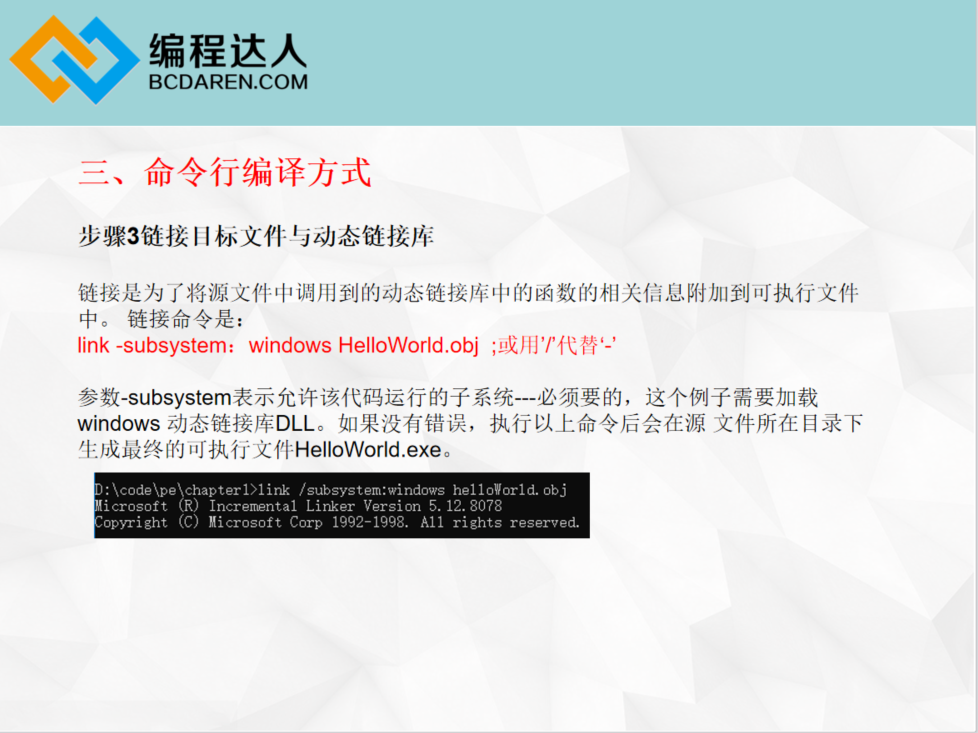 编程达人
BCDAREN.COM
三、命令行编译方式
步骤3链接目标文件与动态链接库
链接是为了将源文件中调用到的动态链接库中的函数的相关信息附加到可执行文件
中。 链接命令是：
link -subsystem：windows HelloWorld.obj ;或用'/'代替‘-’
参数-subsystem表示允许该代码运行的子系统---必须要的，这个例子需要加载
windows 动态链接库DLL。如果没有错误，执行以上命令后会在源 文件所在目录下
生成最终的可执行文件HelloWorld.exe。
D:\code\pe\chapter1>link /subsystem:windows helloWorld.obj
Microsoft (R) Incremental Linker Version 5.12.8078
Copyright (C) Microsoft Corp 1992-1998. All rights reserved.